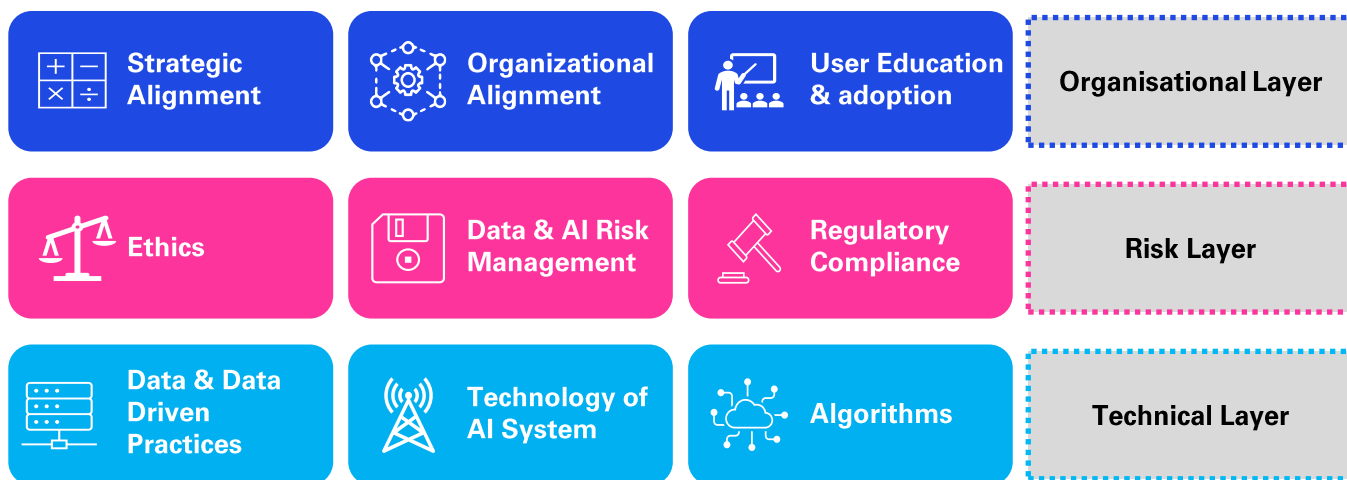 Strategic
Alignment
Organizational
Alignment
User Education
& adoption
Organisational Layer
Ethics
Data & AI Risk
Management
Regulatory
Compliance
Risk Layer
Data & Data
Driven
Practices
Technology of
AI System
Algorithms
Technical Layer